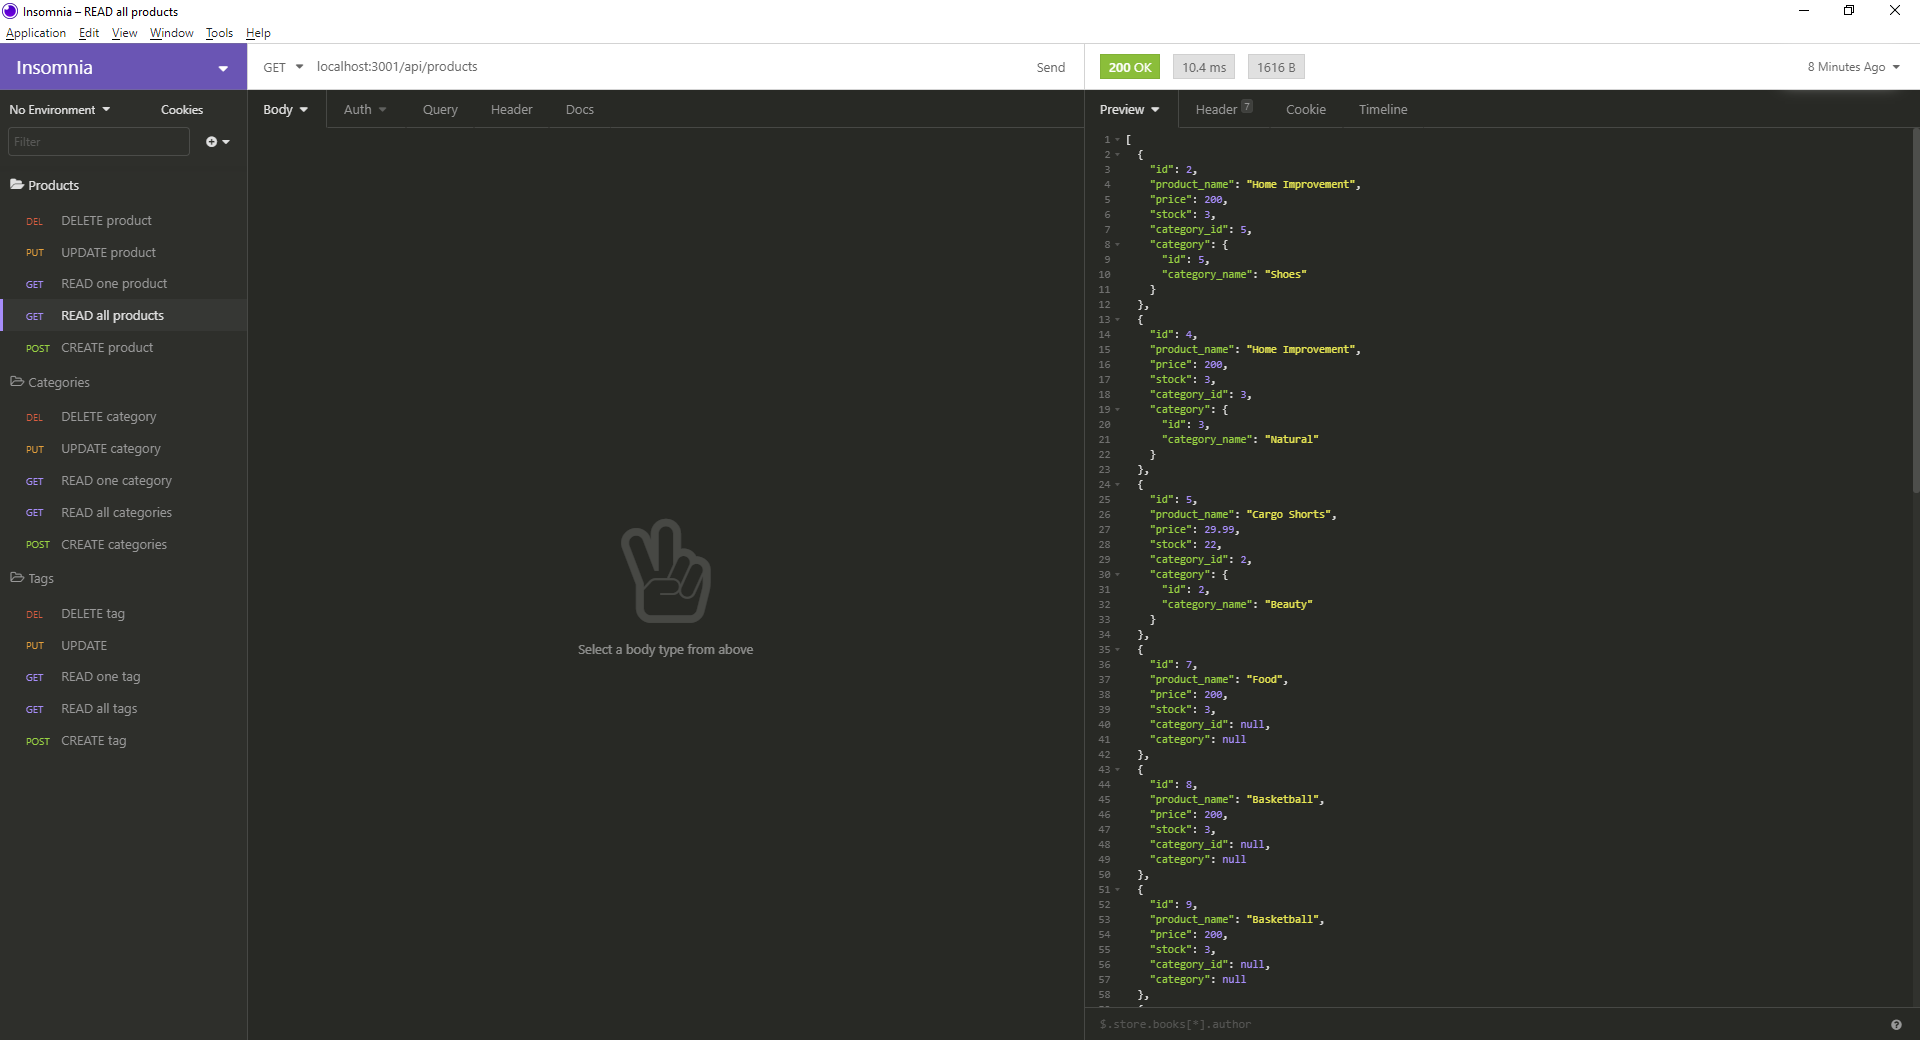 Insomnia – READ all products
Application Edit View Window Tools Help
Insomnia
GET localhost:3001/api/products Send
200 OK 10.4 ms 1616 B 8 Minutes Ago
No Environment Cookies
Body Auth Query Header Docs
Preview Header 7 Cookie Timeline
Filter
Products
DEL DELETE product
PUT UPDATE product
GET READ one product
GET READ all products
POST CREATE product
Categories
DEL DELETE category
PUT UPDATE category
GET READ one category
GET READ all categories
POST CREATE categories
Tags
DEL DELETE tag
PUT UPDATE
GET READ one tag
GET READ all tags
POST CREATE tag
Select a body type from above
1 [
2 {
3 "id": 2,
4 "product_name": "Home Improvement",
5 "price": 200,
6 "stock": 3,
7 "category_id": 5,
8 "category": {
9 "id": 5,
10 "category_name": "Shoes"
11 }
12 },
13 {
14 "id": 4,
15 "product_name": "Home Improvement",
16 "price": 200,
17 "stock": 3,
18 "category_id": 3,
19 "category": {
20 "id": 3,
21 "category_name": "Natural"
22 }
23 },
24 {
25 "id": 5,
26 "product_name": "Cargo Shorts",
27 "price": 29.99,
28 "stock": 22,
29 "category_id": 2,
30 "category": {
31 "id": 2,
32 "category_name": "Beauty"
33 }
34 },
35 {
36 "id": 7,
37 "product_name": "Food",
38 "price": 200,
39 "stock": 3,
40 "category_id": null,
41 "category": null
42 },
43 {
44 "id": 8,
45 "product_name": "Basketball",
46 "price": 200,
47 "stock": 3,
48 "category_id": null,
49 "category": null
50 },
51 {
52 "id": 9,
53 "product_name": "Basketball",
54 "price": 200,
55 "stock": 3,
56 "category_id": null,
57 "category": null
58 },
$.store.books[*].author